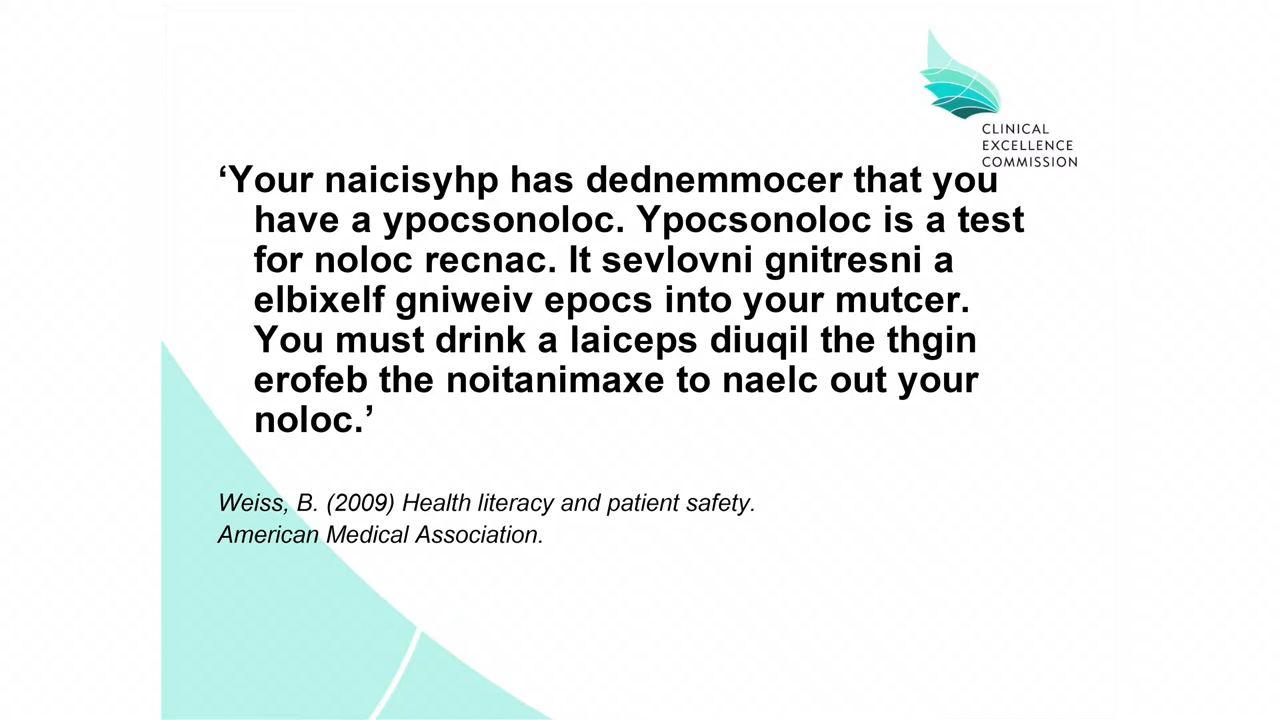 CLINICAL
EXCELLENCE
COMMISSION
‘Your naicisyhp has dednemmocer that you
have a ypocsonoloc. Ypocsonoloc is a test
for noloc recnac. It sevlovni gnitresni a
elbixelf gniweiv epocs into your mutcer.
You must drink a laiceps diuqil the thgin
erofeb the noitanimaxe to naelc out your
noloc.’
Weiss, B. (2009) Health literacy and patient safety.
American Medical Association.